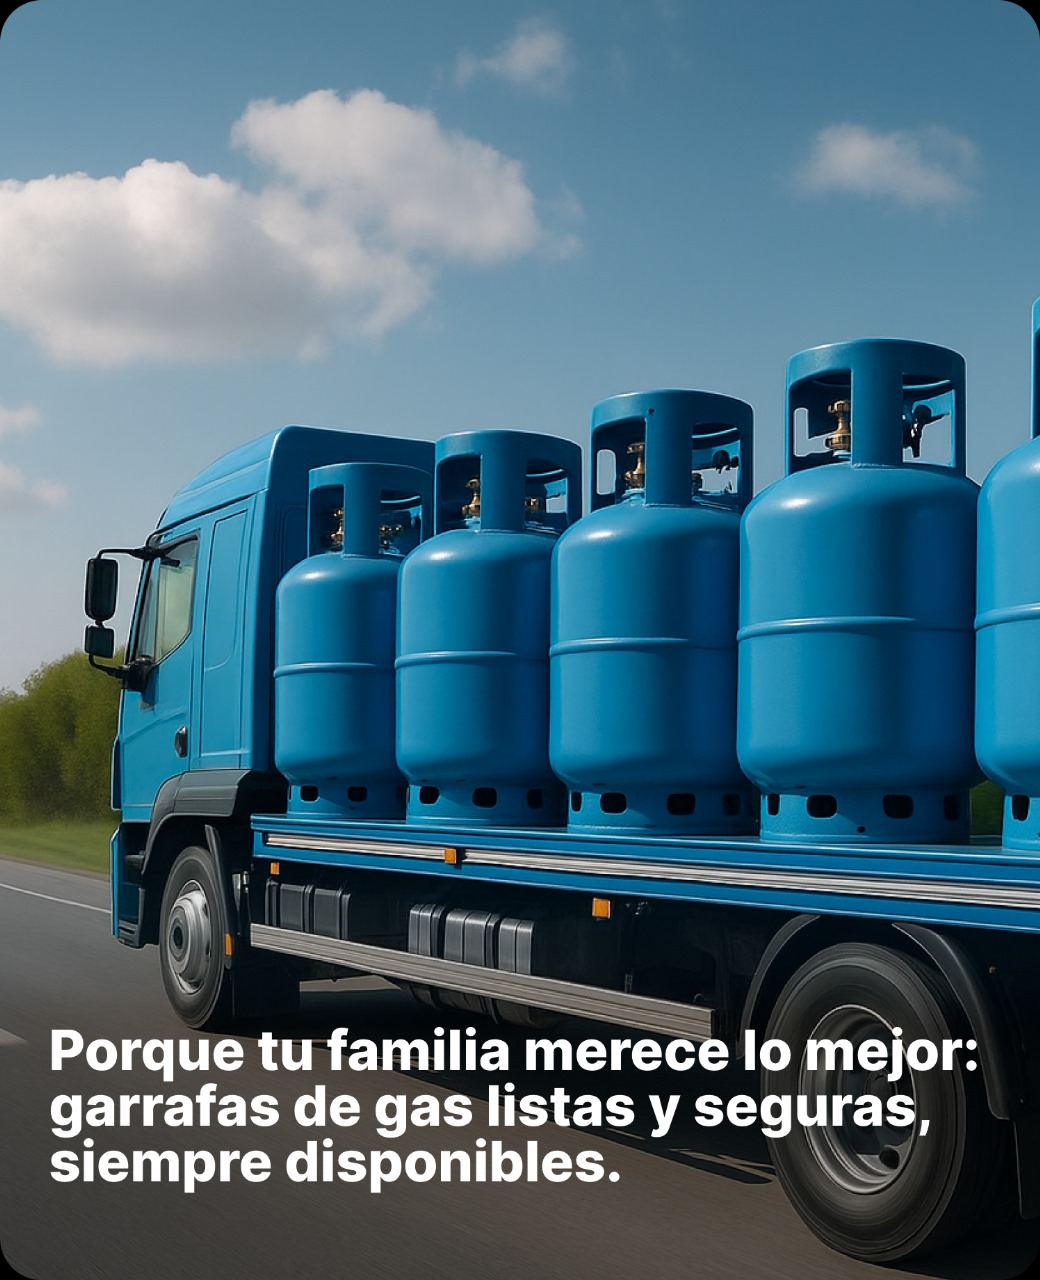 Porque tu familia merece lo mejor:
garrafas de gas listas y seguras,
siempre disponibles.